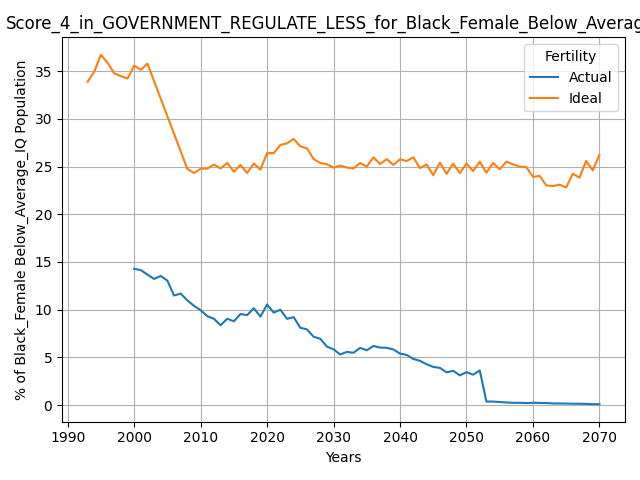 Score_4_in_GOVERNMENT_REGULATE_LESS_for_Black_Female_Below_Averag
% of Black_Female Below_Average_IQ Population
35
30
25
20
15
10
5
0
Fertility
Actual
Ideal
1990 2000 2010 2020 2030 2040 2050 2060 2070
Years